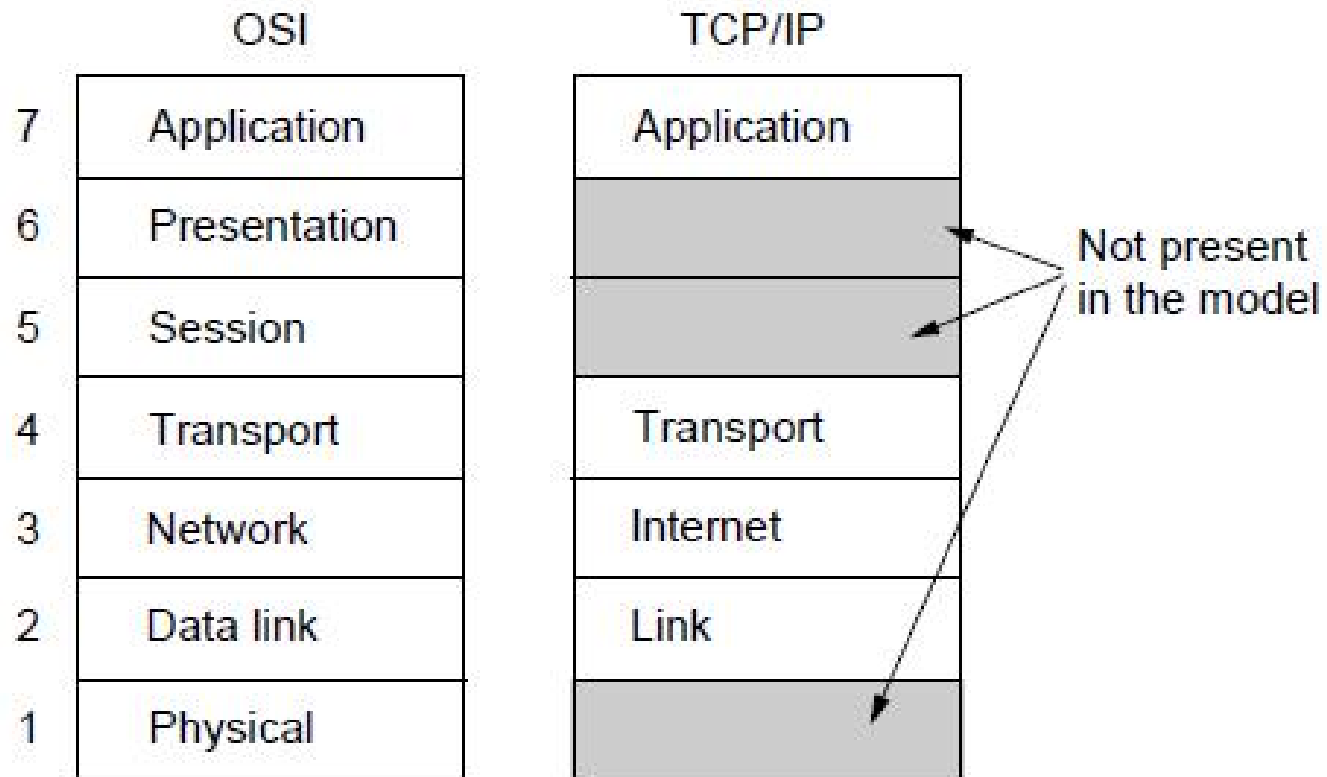 OSI TCP/IP
7 Application Application
6 Presentation
Not present
in the model
5 Session
4 Transport Transport
3 Network Internet
2 Data link Link
1 Physical